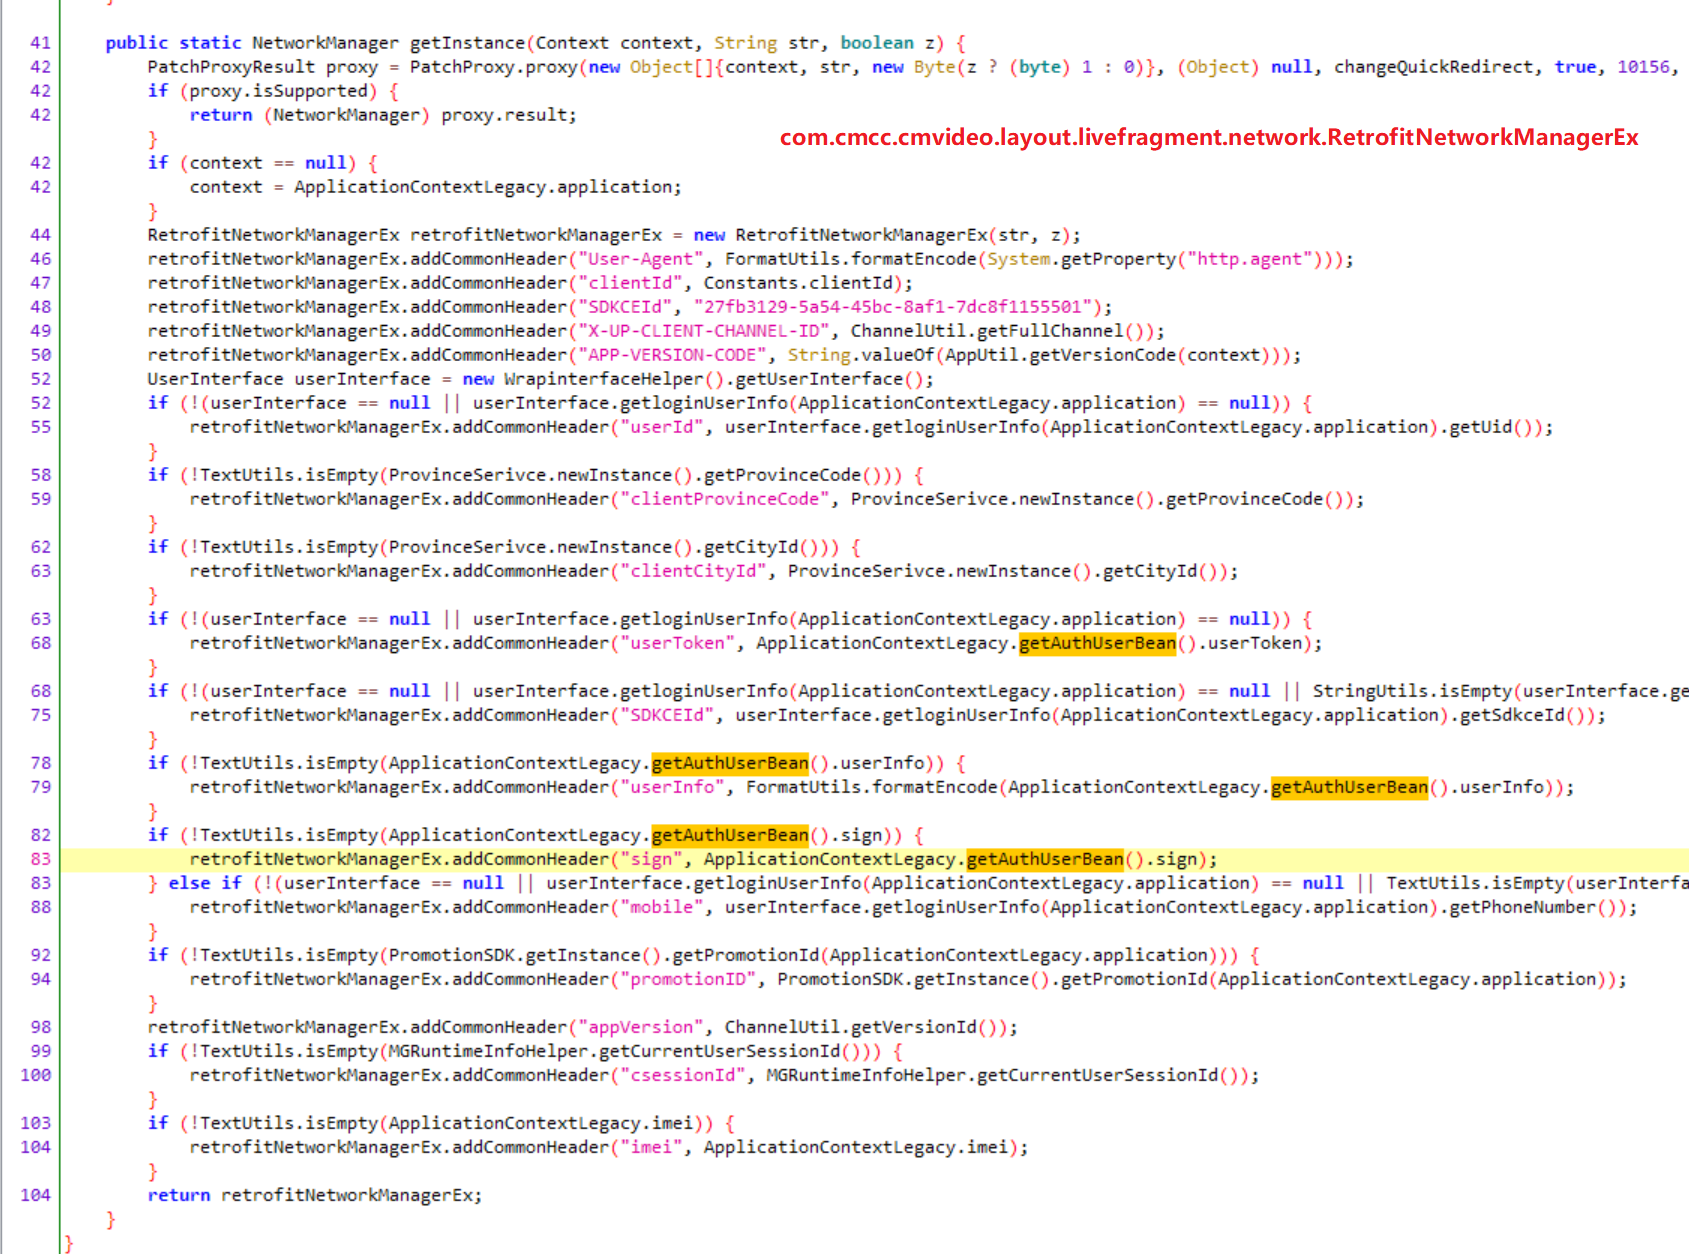 }
41 public static NetworkManager getInstance(Context context, String str, boolean z) {
42 PatchProxyResult proxy = PatchProxy.proxy(new Object[]{context, str, new Byte(z ? (byte) 1 : 0)}, (Object) null, changeQuickRedirect, true, 10156,
42 if (proxy.isSupported) {
42 return (NetworkManager) proxy.result;
}
com.cmcc.cmvideo.layout.livefragment.network.RetrofitNetworkManagerEx
42 if (context == null) {
42 context = ApplicationContextLegacy.application;
}
44 RetrofitNetworkManagerEx retrofitNetworkManagerEx = new RetrofitNetworkManagerEx(str, z);
46 retrofitNetworkManagerEx.addCommonHeader("User-Agent", FormatUtils.formatEncode(System.getProperty("http.agent")));
47 retrofitNetworkManagerEx.addCommonHeader("clientId", Constants.clientId);
48 retrofitNetworkManagerEx.addCommonHeader("SDKCEId", "27fb3129-5a54-45bc-8af1-7dc8f1155501");
49 retrofitNetworkManagerEx.addCommonHeader("X-UP-CLIENT-CHANNEL-ID", ChannelUtil.getFullChannel());
50 retrofitNetworkManagerEx.addCommonHeader("APP-VERSION-CODE", String.valueOf(AppUtil.getVersionCode(context)));
52 UserInterface userInterface = new WrapinterfaceHelper().getUserInterface();
52 if (!(userInterface == null || userInterface.getloginUserInfo(ApplicationContextLegacy.application) == null)) {
55 retrofitNetworkManagerEx.addCommonHeader("userId", userInterface.getloginUserInfo(ApplicationContextLegacy.application).getUid());
}
58 if (!TextUtils.isEmpty(ProvinceSerivce.newInstance().getProvinceCode())) {
59 retrofitNetworkManagerEx.addCommonHeader("clientProvinceCode", ProvinceSerivce.newInstance().getProvinceCode());
}
62 if (!TextUtils.isEmpty(ProvinceSerivce.newInstance().getCityId())) {
63 retrofitNetworkManagerEx.addCommonHeader("clientCityId", ProvinceSerivce.newInstance().getCityId());
}
63 if (!(userInterface == null || userInterface.getloginUserInfo(ApplicationContextLegacy.application) == null)) {
68 retrofitNetworkManagerEx.addCommonHeader("userToken", ApplicationContextLegacy.getAuthUserBean().userToken);
}
68 if (!(userInterface == null || userInterface.getloginUserInfo(ApplicationContextLegacy.application) == null || StringUtils.isEmpty(userInterface.ge
75 retrofitNetworkManagerEx.addCommonHeader("SDKCEId", userInterface.getloginUserInfo(ApplicationContextLegacy.application).getSdkceId());
}
78 if (!TextUtils.isEmpty(ApplicationContextLegacy.getAuthUserBean().userInfo)) {
79 retrofitNetworkManagerEx.addCommonHeader("userInfo", FormatUtils.formatEncode(ApplicationContextLegacy.getAuthUserBean().userInfo));
}
82 if (!TextUtils.isEmpty(ApplicationContextLegacy.getAuthUserBean().sign)) {
83 retrofitNetworkManagerEx.addCommonHeader("sign", ApplicationContextLegacy.getAuthUserBean().sign);
83 } else if (!(userInterface == null || userInterface.getloginUserInfo(ApplicationContextLegacy.application) == null || TextUtils.isEmpty(userInterfa
88 retrofitNetworkManagerEx.addCommonHeader("mobile", userInterface.getloginUserInfo(ApplicationContextLegacy.application).getPhoneNumber());
}
92 if (!TextUtils.isEmpty(PromotionSDK.getInstance().getPromotionId(ApplicationContextLegacy.application))) {
94 retrofitNetworkManagerEx.addCommonHeader("promotionID", PromotionSDK.getInstance().getPromotionId(ApplicationContextLegacy.application));
}
98 retrofitNetworkManagerEx.addCommonHeader("appVersion", ChannelUtil.getVersionId());
99 if (!TextUtils.isEmpty(MGRuntimeInfoHelper.getCurrentUserSessionId())) {
100 retrofitNetworkManagerEx.addCommonHeader("csessionId", MGRuntimeInfoHelper.getCurrentUserSessionId());
}
103 if (!TextUtils.isEmpty(ApplicationContextLegacy.imei)) {
104 retrofitNetworkManagerEx.addCommonHeader("imei", ApplicationContextLegacy.imei);
}
104 return retrofitNetworkManagerEx;
}
}